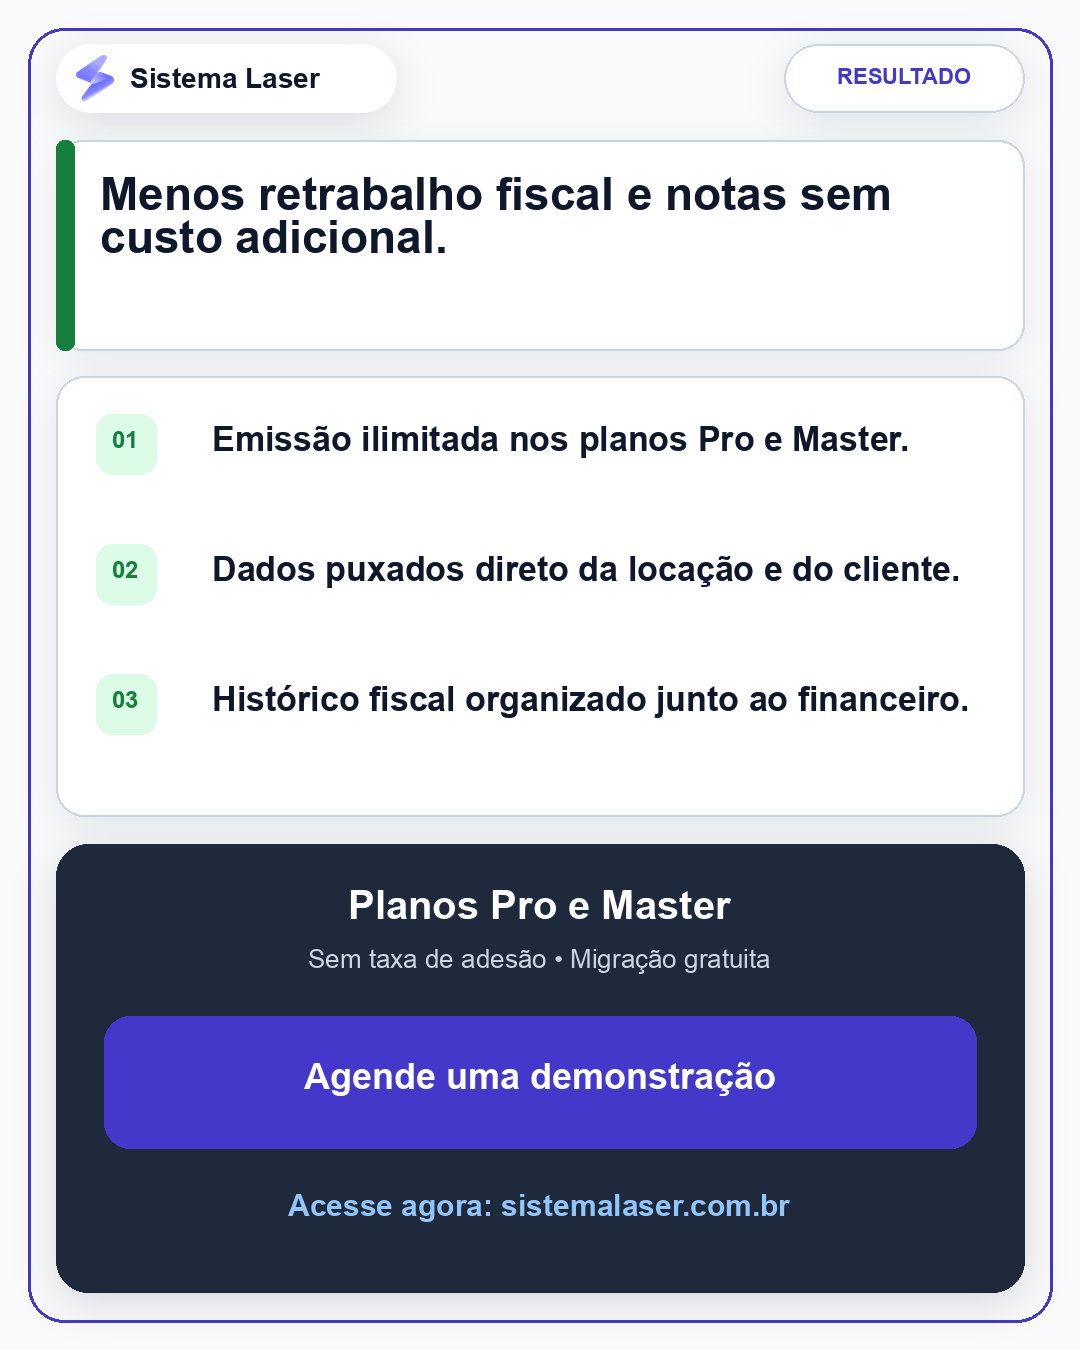 Sistema Laser
RESULTADO
Menos retrabalho fiscal e notas sem
custo adicional.
01
Emissão ilimitada nos planos Pro e Master.
02
Dados puxados direto da locação e do cliente.
03
Histórico fiscal organizado junto ao financeiro.
Planos Pro e Master
Sem taxa de adesão • Migração gratuita
Agende uma demonstração
Acesse agora: sistemalaser.com.br